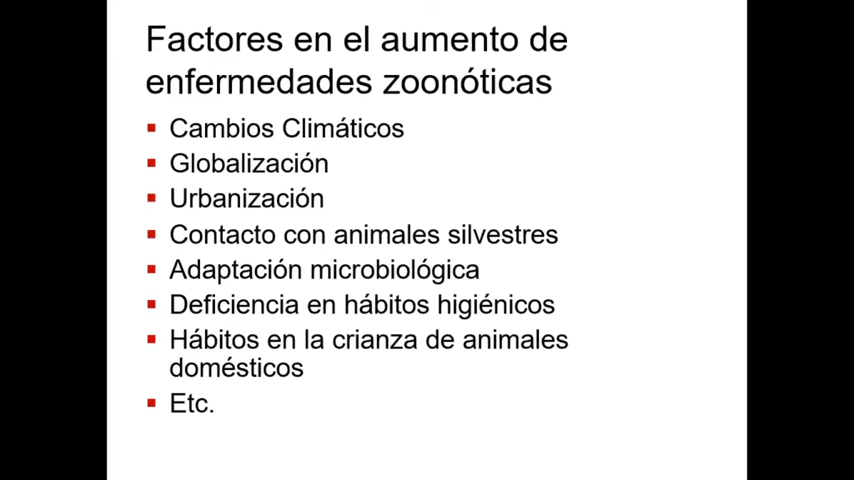 Factores en el aumento de
enfermedades zoonóticas
▪ Cambios Climáticos
▪ Globalización
▪ Urbanización
▪ Contacto con animales silvestres
▪ Adaptación microbiológica
▪ Deficiencia en hábitos higiénicos
▪ Hábitos en la crianza de animales
domésticos
▪ Etc.